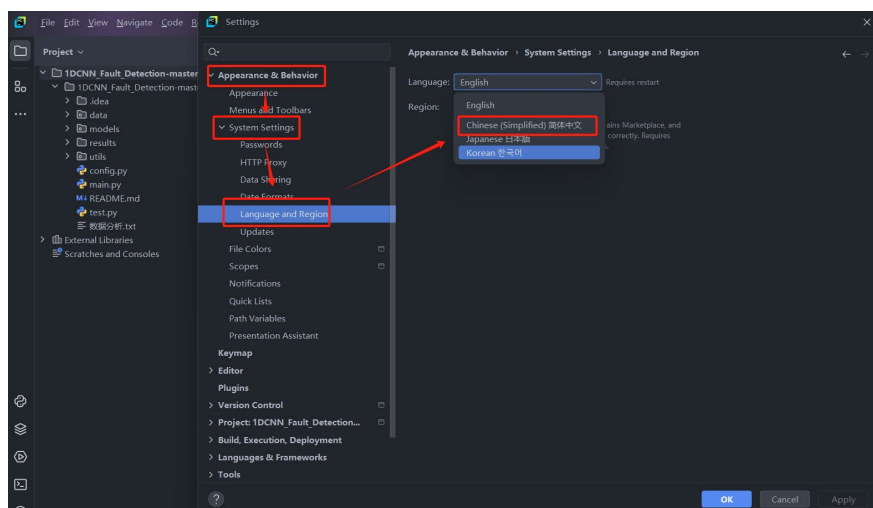 File Edit View Navigate Code R
Settings
Project
1DCNN_Fault_Detection-master
1DCNN_Fault_Detection-mast
.idea
data
models
results
utils
config.py
main.py
README.md
test.py
数据分析.txt
External Libraries
Scratches and Consoles
Appearance & Behavior
Appearance
Menus and Toolbars
System Settings
Passwords
HTTP Proxy
Data Sharing
Date Formats
Language and Region
Updates
File Colors
Scopes
Notifications
Quick Lists
Path Variables
Presentation Assistant
Keymap
Editor
Plugins
Version Control
Project: 1DCNN_Fault_Detection...
Build, Execution, Deployment
Languages & Frameworks
Tools
Appearance & Behavior › System Settings › Language and Region
Language: English Requires restart
Region:
English
Chinese (Simplified) 简体中文
Japanese 日本語
Korean 한국어
ains Marketplace, and
correctly. Requires
OK Cancel Apply